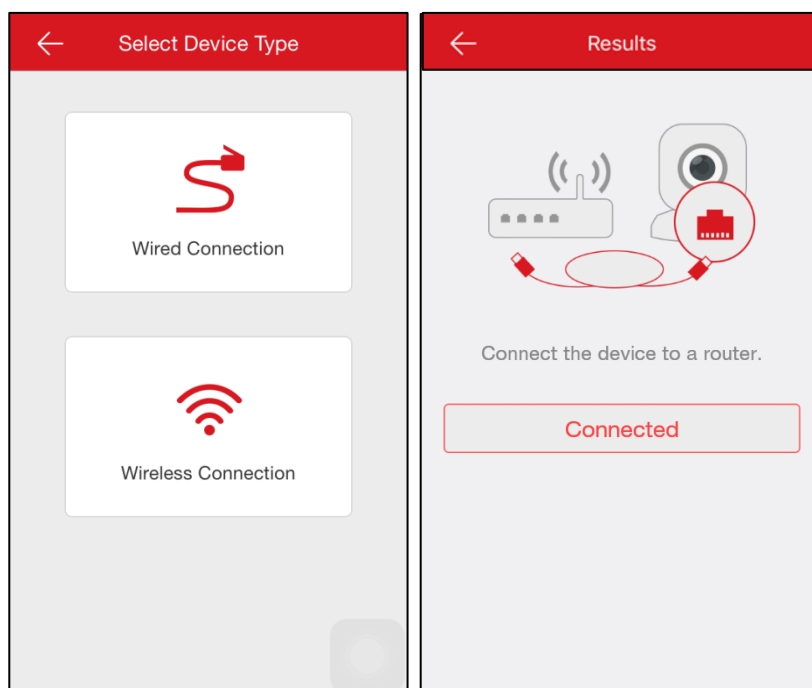 Select Device Type
Wired Connection
Wireless Connection
Results
Connect the device to a router.
Connected